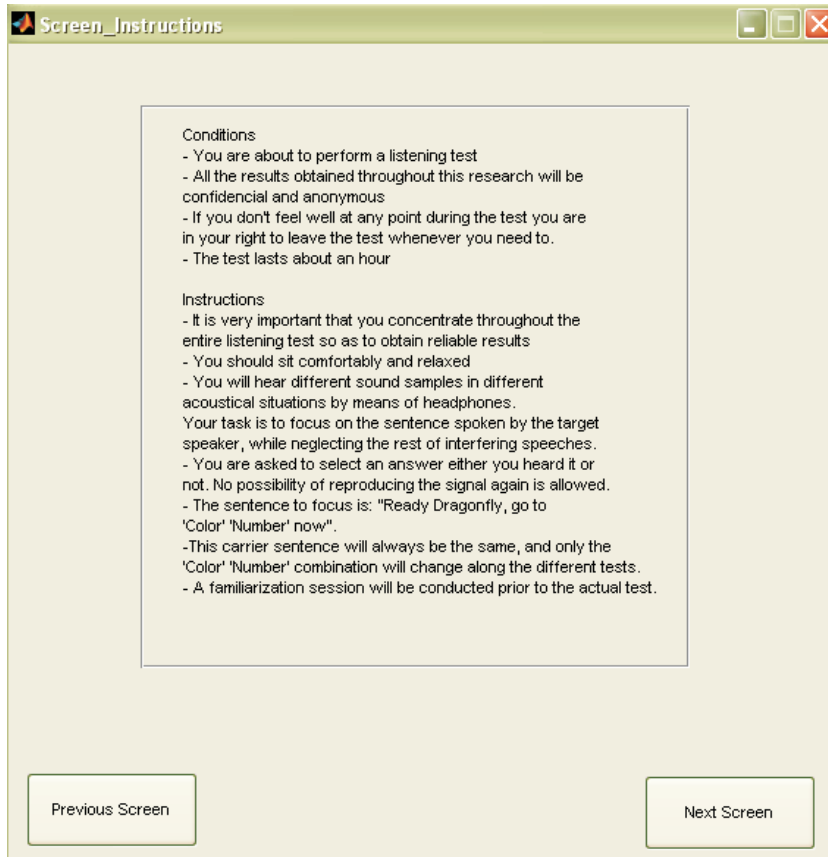 Screen_Instructions
Conditions
- You are about to perform a listening test
- All the results obtained throughout this research will be
confidencial and anonymous
- If you don't feel well at any point during the test you are
in your right to leave the test whenever you need to.
- The test lasts about an hour
Instructions
- It is very important that you concentrate throughout the
entire listening test so as to obtain reliable results
- You should sit comfortably and relaxed
- You will hear different sound samples in different
acoustical situations by means of headphones.
Your task is to focus on the sentence spoken by the target
speaker, while neglecting the rest of interfering speeches.
- You are asked to select an answer either you heard it or
not. No possibility of reproducing the signal again is allowed.
- The sentence to focus is: "Ready Dragonfly, go to
'Color' 'Number' now".
-This carrier sentence will always be the same, and only the
'Color' 'Number' combination will change along the different tests.
- A familiarization session will be conducted prior to the actual test.
Previous Screen
Next Screen